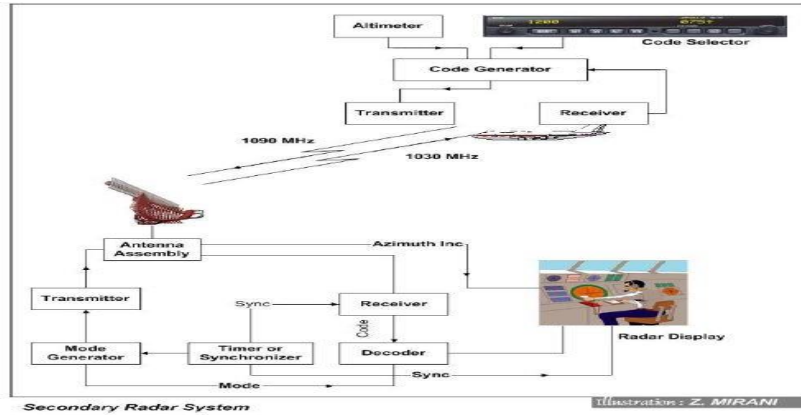 Altimeter
1200
Code Selector
Code Generator
Transmitter
Receiver
1090 MHz
1030 MHz
Antenna
Assembly
Azimuth Inc
Transmitter
Sync
Receiver
Code
Radar Display
Mode
Generator
Timer or
Synchronizer
Decoder
Sync
Mode
Secondary Radar System
Illustration : Z. MIRANI